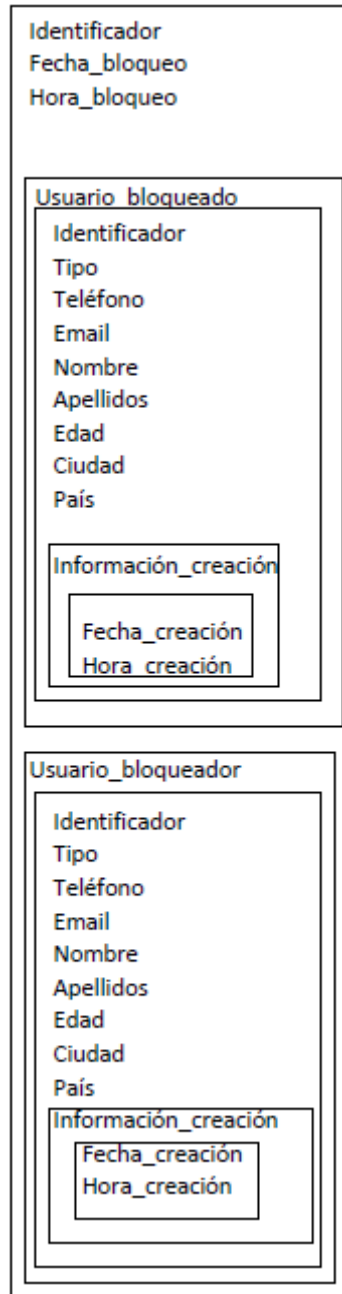 Identificador
Fecha_bloqueo
Hora_bloqueo
Usuario_bloqueado
Identificador
Tipo
Teléfono
Email
Nombre
Apellidos
Edad
Ciudad
País
Información_creación
Fecha_creación
Hora_creación
Usuario_bloqueador
Identificador
Tipo
Teléfono
Email
Nombre
Apellidos
Edad
Ciudad
País
Información_creación
Fecha_creación
Hora_creación